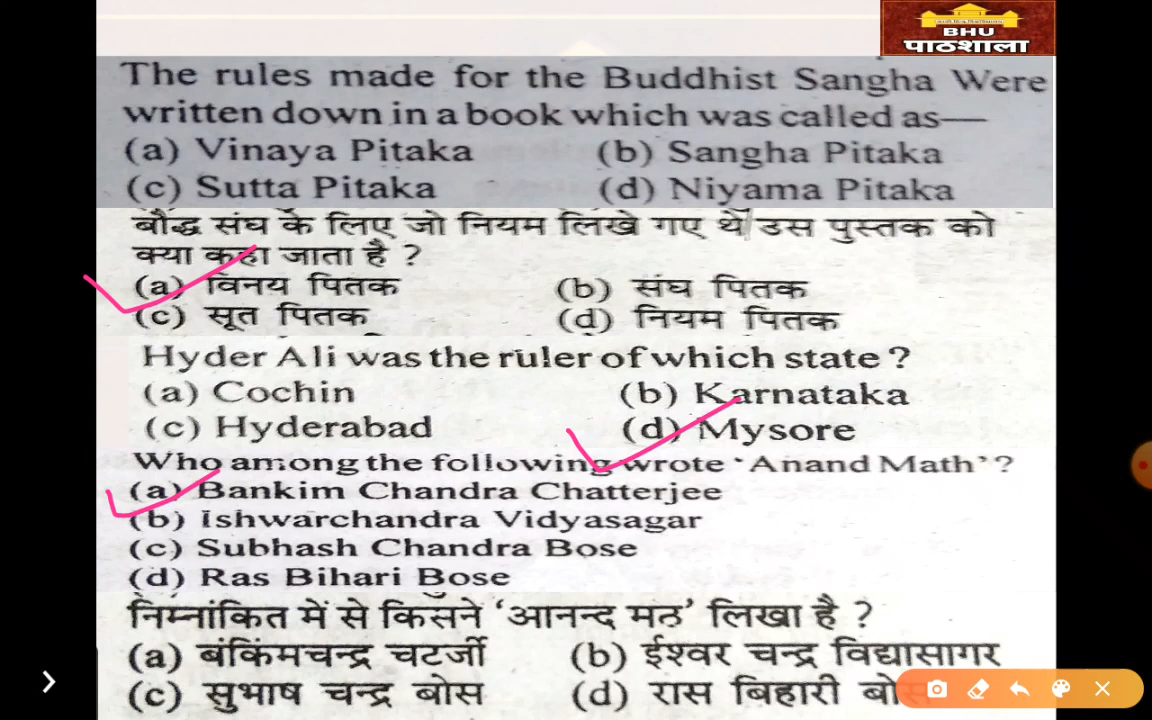 BHU
पाठशाला
The rules made for the Buddhist Sangha Were
written down in a book which was called as—
(a) Vinaya Pitaka (b) Sangha Pitaka
(c) Sutta Pitaka (d) Niyama Pitaka
बौद्ध संघ के लिए जो नियम लिखे गए थे उस पुस्तक को
क्या कहा जाता है ?
(a) विनय पितक (b) संघ पितक
(c) सूत पितक (d) नियम पितक
Hyder Ali was the ruler of which state ?
(a) Cochin (b) Karnataka
(c) Hyderabad (d) Mysore
Who among the following wrote ‘Anand Math’ ?
(a) Bankim Chandra Chatterjee
(b) Ishwarchandra Vidyasagar
(c) Subhash Chandra Bose
(d) Ras Bihari Bose
निम्नांकित में से किसने ‘आनन्द मठ’ लिखा है ?
(a) बंकिंमचन्द्र चटर्जी (b) ईश्वर चन्द्र विद्यासागर
(c) सुभाष चन्द्र बोस (d) रास बिहारी बोस